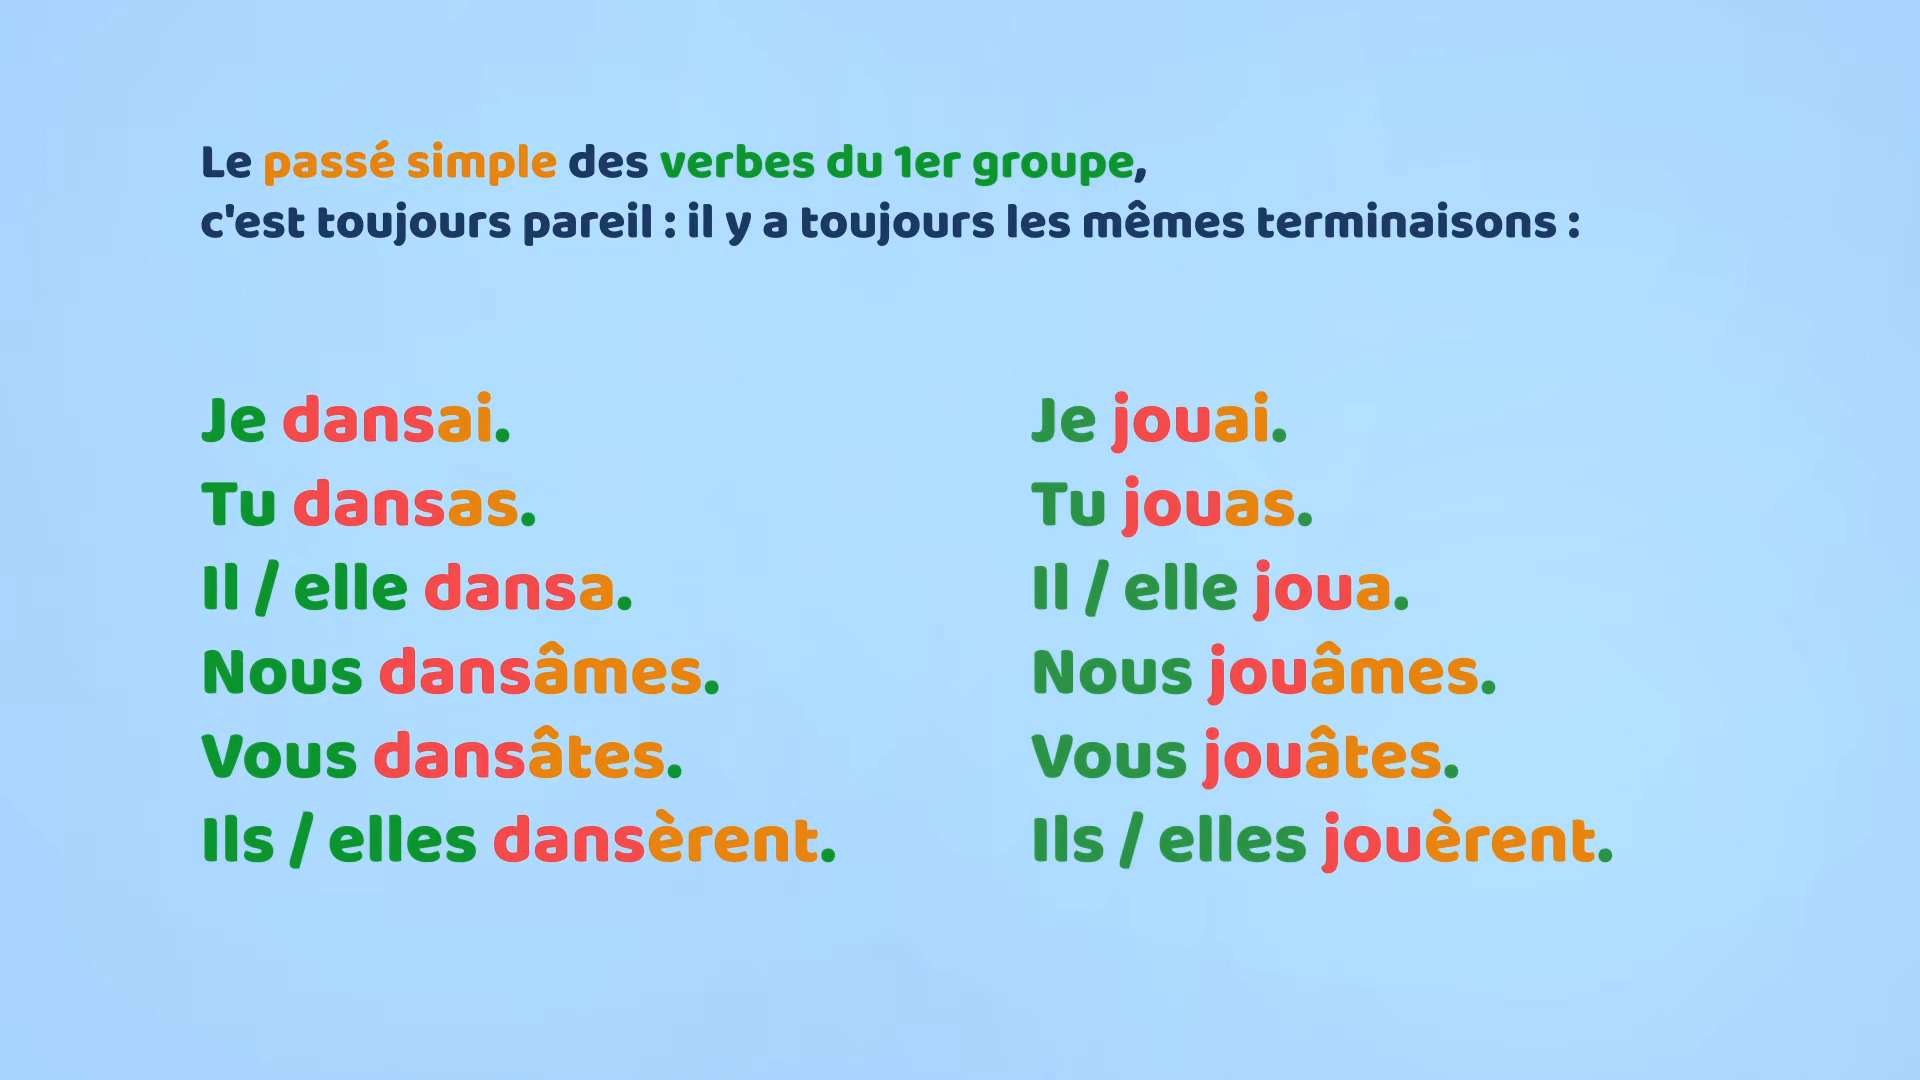 Le passé simple des verbes du 1er groupe,
c'est toujours pareil : il y a toujours les mêmes terminaisons :
Je dansai.
Tu dansas.
Il / elle dansa.
Nous dansâmes.
Vous dansâtes.
Ils / elles dansèrent.
Je jouai.
Tu jouas.
Il / elle joua.
Nous jouâmes.
Vous jouâtes.
Ils / elles jouèrent.